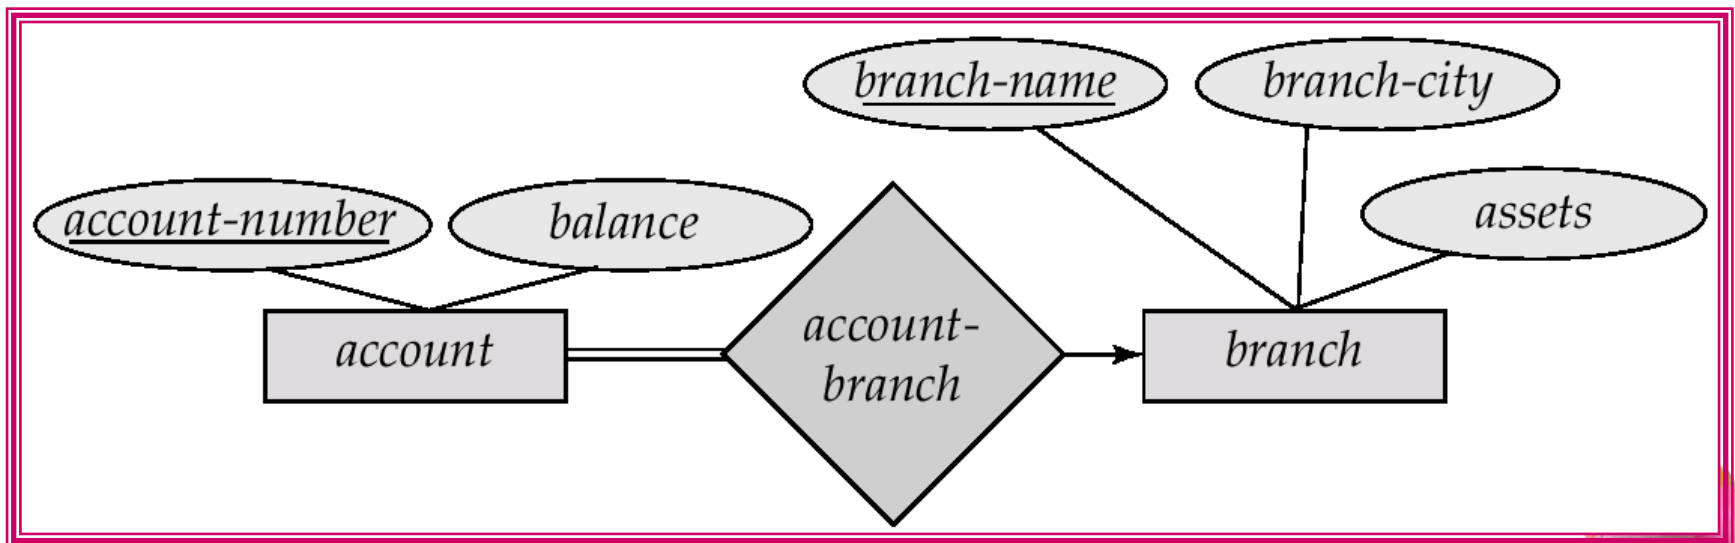 branch-name
branch-city
account-number
balance
assets
account
account-
branch
branch